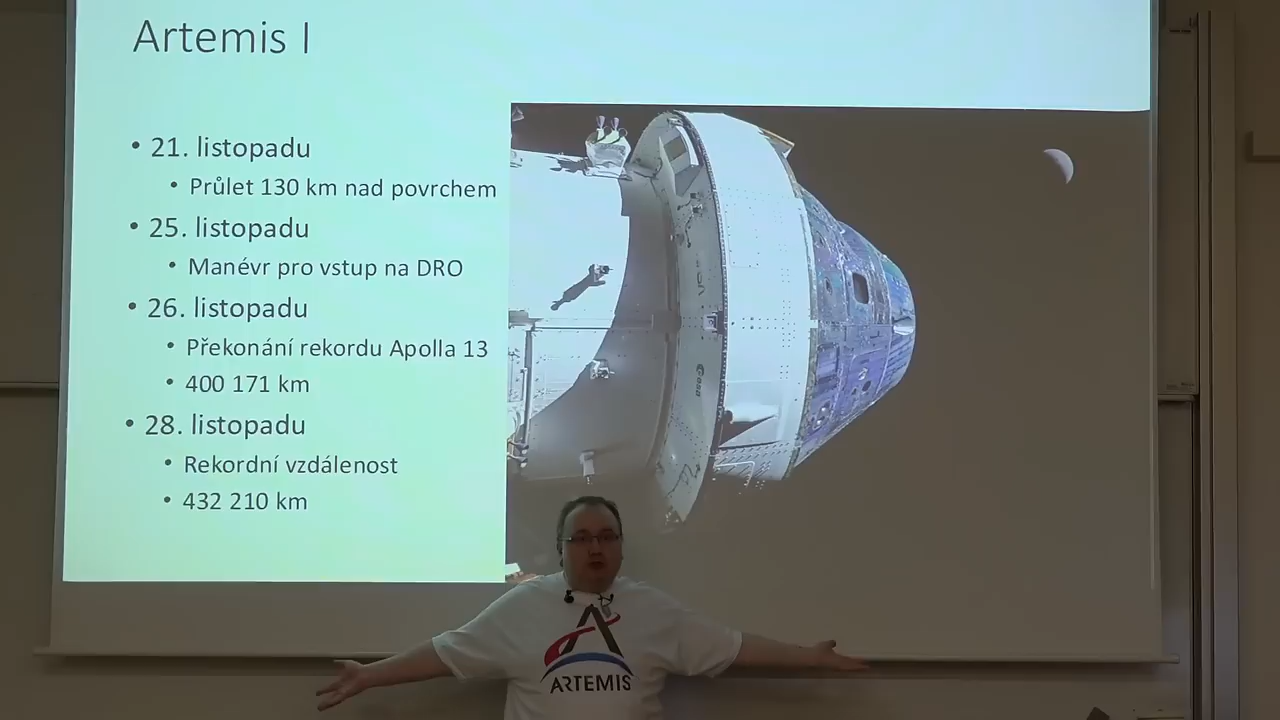 Artemis I
• 21. listopadu
• Průlet 130 km nad povrchem
• 25. listopadu
• Manévr pro vstup na DRO
• 26. listopadu
• Překonání rekordu Apolla 13
• 400 171 km
• 28. listopadu
• Rekordní vzdálenost
• 432 210 km
esa
ARTEMIS